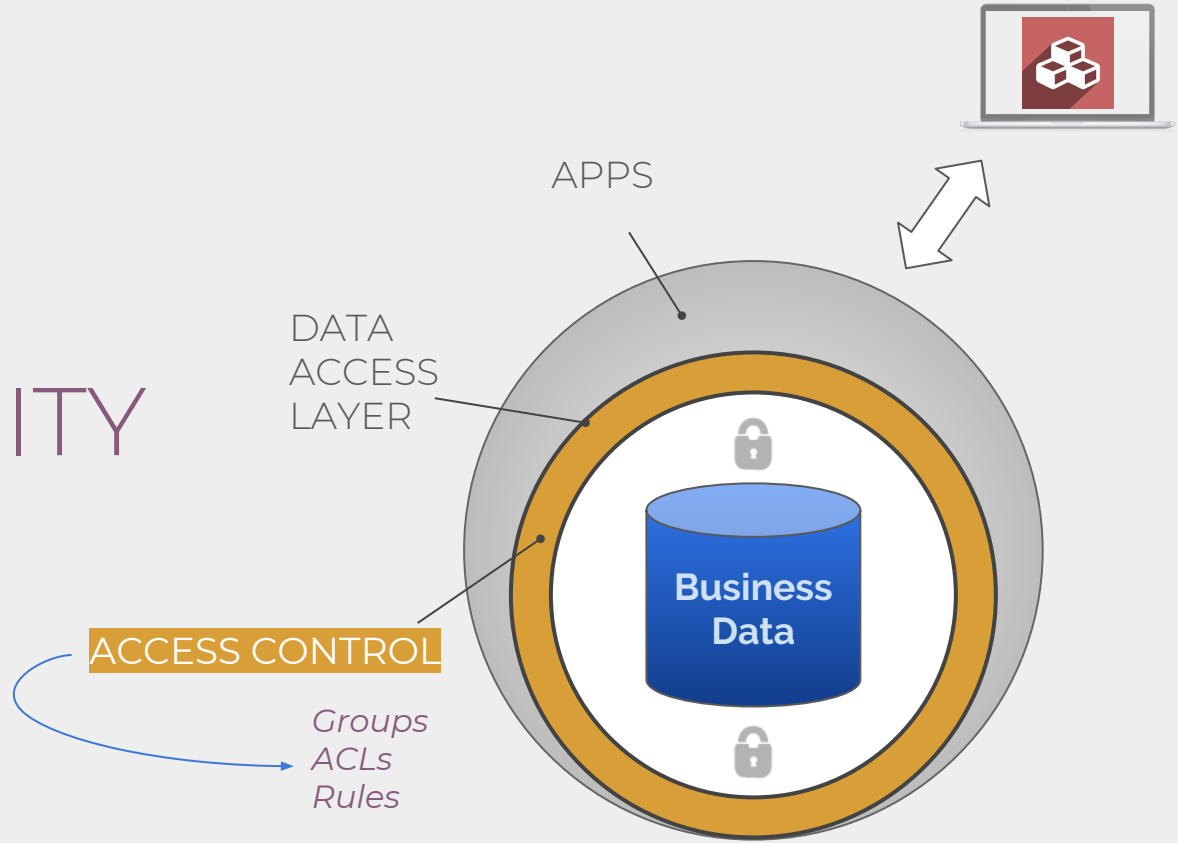 APPS
DATA
ACCESS
LAYER
ITY
Business
Data
ACCESS CONTROL
Groups
ACLs
Rules